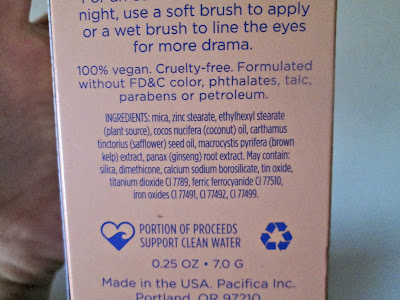 night, use a soft brush to apply
or a wet brush to line the eyes
for more drama.
100% vegan. Cruelty-free. Formulated
without FD&C color, phthalates, talc,
parabens or petroleum.
INGREDIENTS: mica, zinc stearate, ethylhexyl stearate
(plant source), cocos nucifera (coconut) oil, carthamus
tinctorius (safflower) seed oil, macrocystis pyrifera (brown
kelp) extract, panax (ginseng) root extract. May contain:
silica, dimethicone, calcium sodium borosilicate, tin oxide,
titanium dioxide CI 7789, ferric ferrocyanide CI 77510,
iron oxides CI 77491, CI 77492, CI 77499.
PORTION OF PROCEEDS
SUPPORT CLEAN WATER
0.25 OZ • 7.0 G
Made in the USA. Pacifica Inc.
Portland, OR 97210